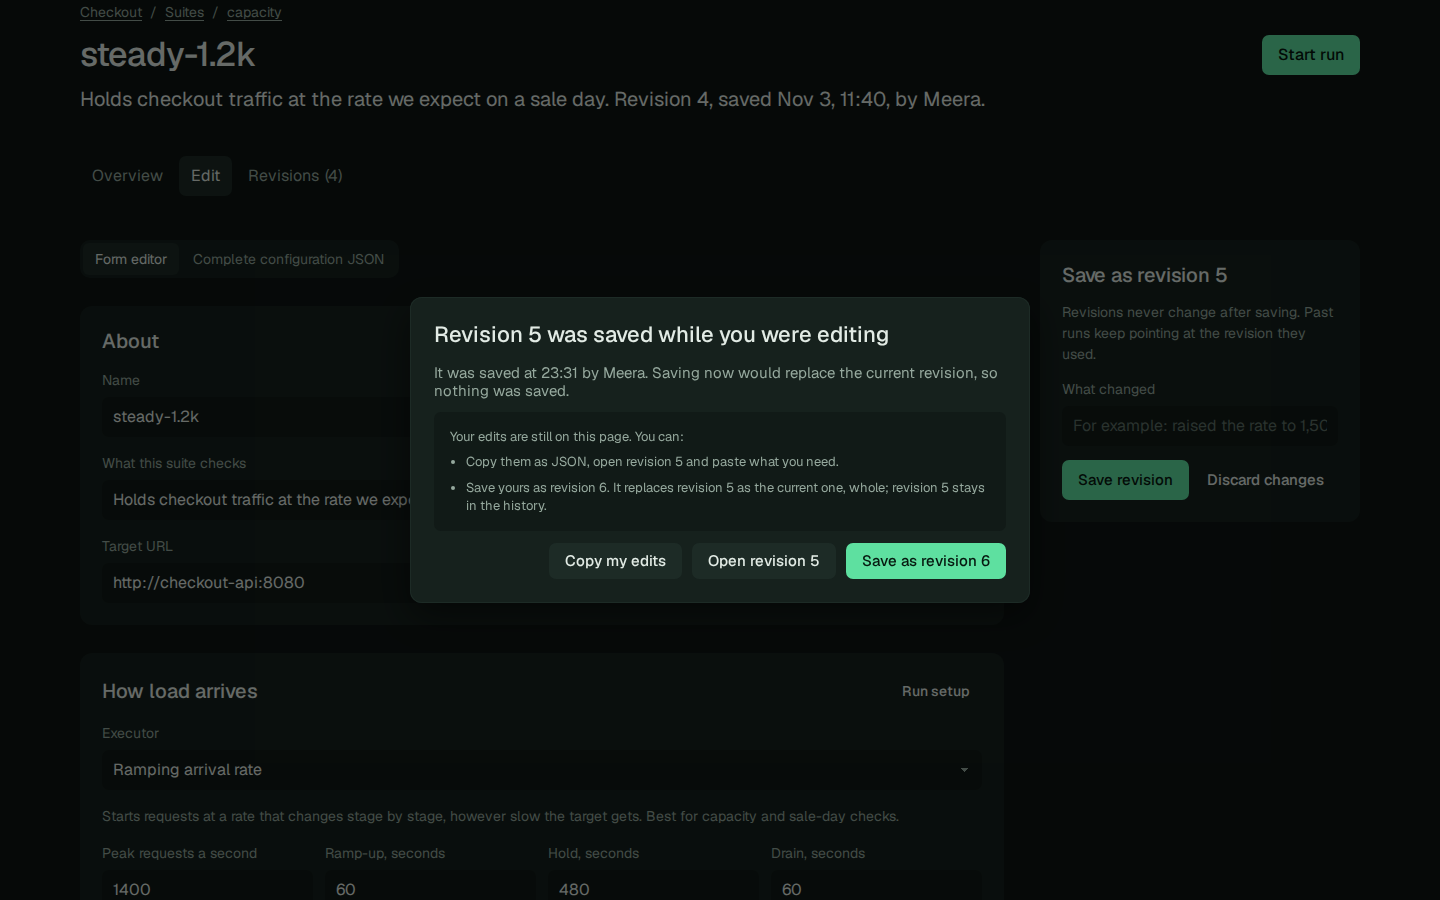 Checkout / Suites / capacity
steady-1.2k
Start run
Holds checkout traffic at the rate we expect on a sale day. Revision 4, saved Nov 3, 11:40, by Meera.
Overview Edit Revisions (4)
Form editor Complete configuration JSON
About
Name
steady-1.2k
What this suite checks
Holds checkout traffic at the rate we expe
Target URL
http://checkout-api:8080
Revision 5 was saved while you were editing
It was saved at 23:31 by Meera. Saving now would replace the current revision, so
nothing was saved.
Your edits are still on this page. You can:
• Copy them as JSON, open revision 5 and paste what you need.
• Save yours as revision 6. It replaces revision 5 as the current one, whole; revision 5 stays
in the history.
Copy my edits Open revision 5 Save as revision 6
Save as revision 5
Revisions never change after saving. Past
runs keep pointing at the revision they
used.
What changed
For example: raised the rate to 1,50
Save revision Discard changes
How load arrives
Run setup
Executor
Ramping arrival rate
Starts requests at a rate that changes stage by stage, however slow the target gets. Best for capacity and sale-day checks.
Peak requests a second Ramp-up, seconds Hold, seconds Drain, seconds
1400 60 480 60